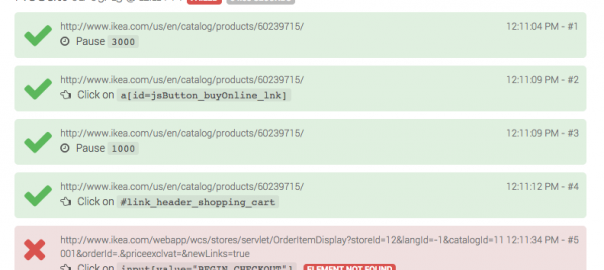 http://www.ikea.com/us/en/catalog/products/60239715/ 12:11:04 PM - #1
Pause 3000
http://www.ikea.com/us/en/catalog/products/60239715/ 12:11:09 PM - #2
Click on a[id=jsButton_buyOnline_lnk]
http://www.ikea.com/us/en/catalog/products/60239715/ 12:11:09 PM - #3
Pause 1000
http://www.ikea.com/us/en/catalog/products/60239715/ 12:11:12 PM - #4
Click on #link_header_shopping_cart
http://www.ikea.com/webapp/wcs/stores/servlet/OrderItemDisplay?storeId=12&langId=-1&catalogId=11 12:11:34 PM - #5
001&orderId=.&priceexclvat=&newLinks=true
Click on input[value="BEGIN CHECKOUT"] ELEMENT NOT FOUND